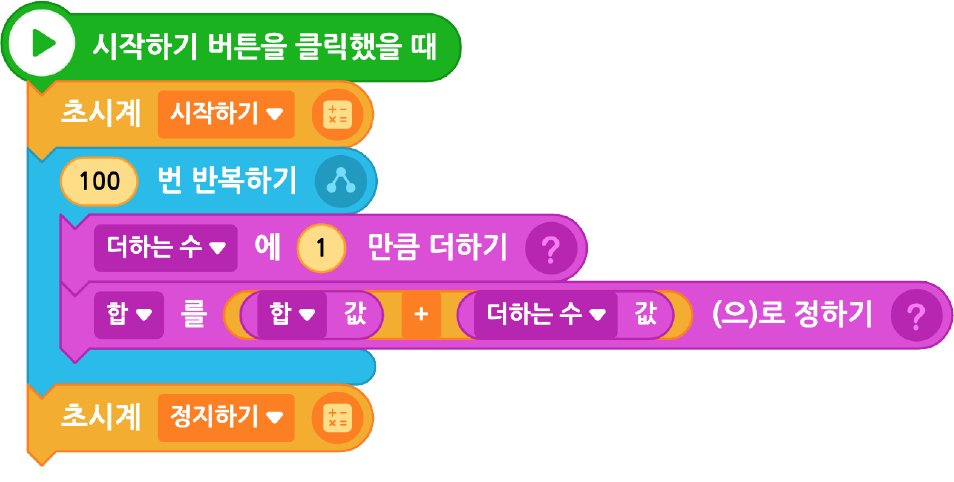 시작하기 버튼을 클릭했을 때
초시계 시작하기
100 번 반복하기
더하는 수 에 1 만큼 더하기 ?
합 를 합 값 + 더하는 수 값 (으)로 정하기 ?
초시계 정지하기